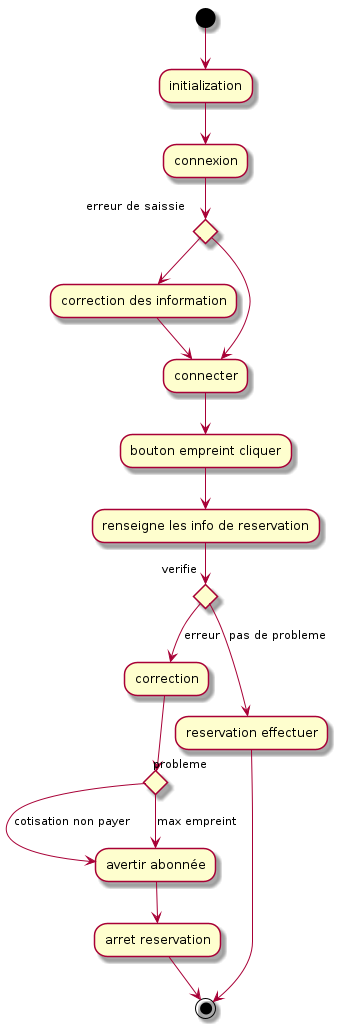 initialization
connexion
erreur de saissie
correction des information
connecter
bouton empreint cliquer
renseigne les info de reservation
verifie
erreur
pas de probleme
correction
reservation effectuer
probleme
cotisation non payer
max empreint
avertir abonnée
arret reservation